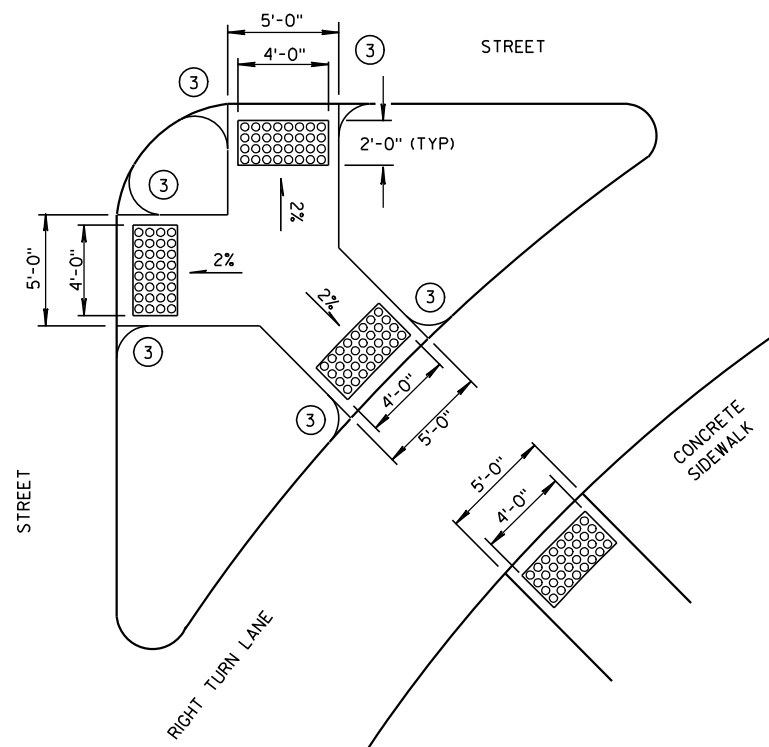 5'-0"
STREET
4'-0"
3
3
2'-0" (TYP)
3
2%
5'-0"
4'-0"
2%
2%
3
3
4'-0"
5'-0"
3
CONCRETE
SIDEWALK
5'-0"
4'-0"
STREET
RIGHT TURN LANE